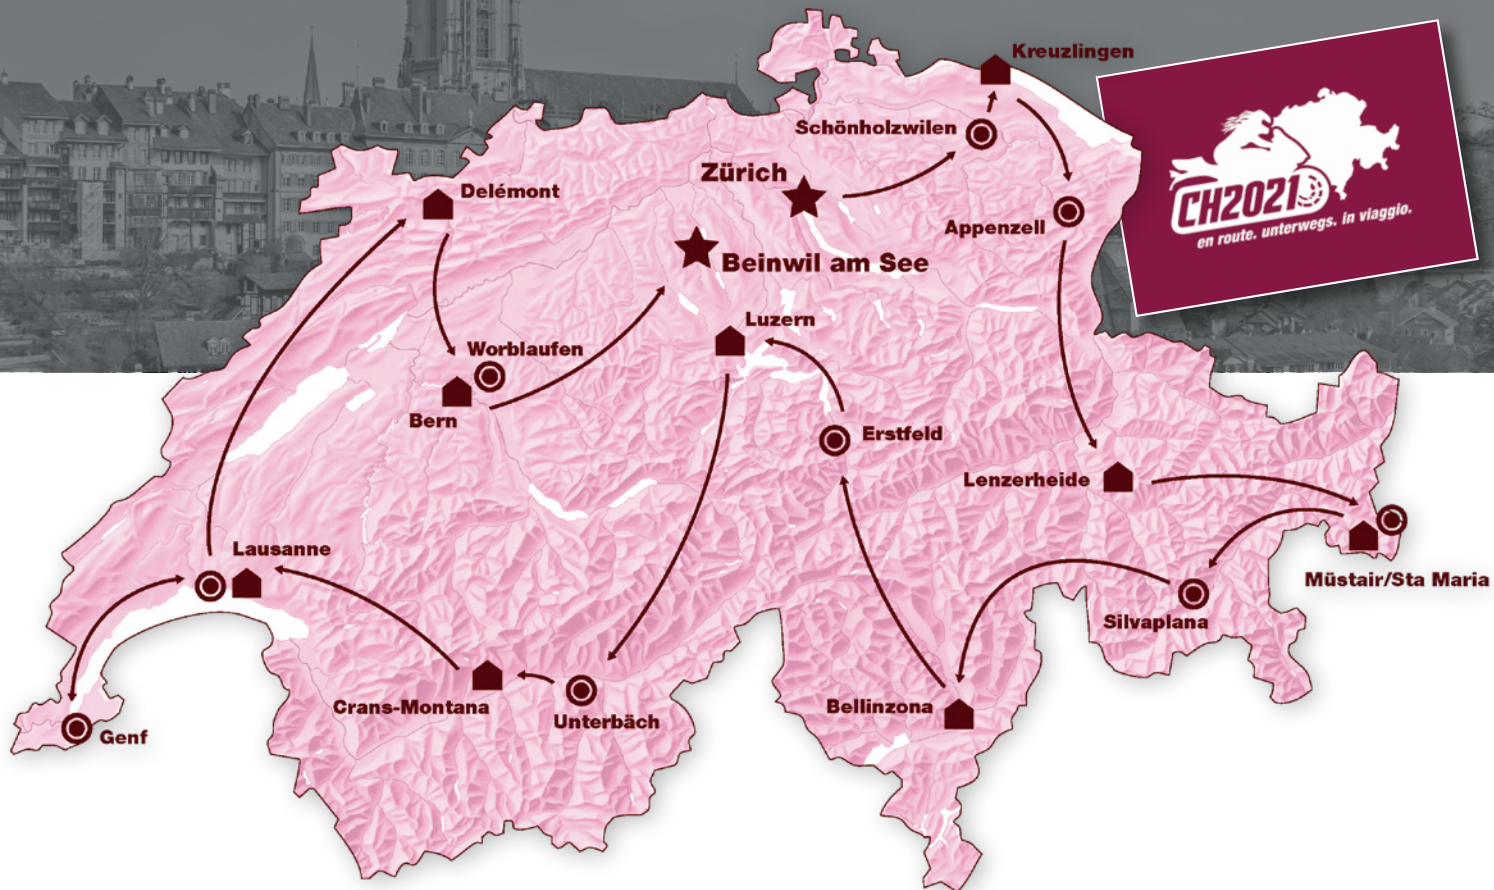 Kreuzlingen
Schönholzwilen
Zürich
Delémont
CH2021
en route. unterwegs. in viaggio.
Appenzell
Beinwil am See
Luzern
Worblaufen
Bern
Erstfeld
Lenzerheide
Lausanne
Müstair/Sta Maria
Silvaplana
Crans-Montana
Bellinzona
Unterbäch
Genf